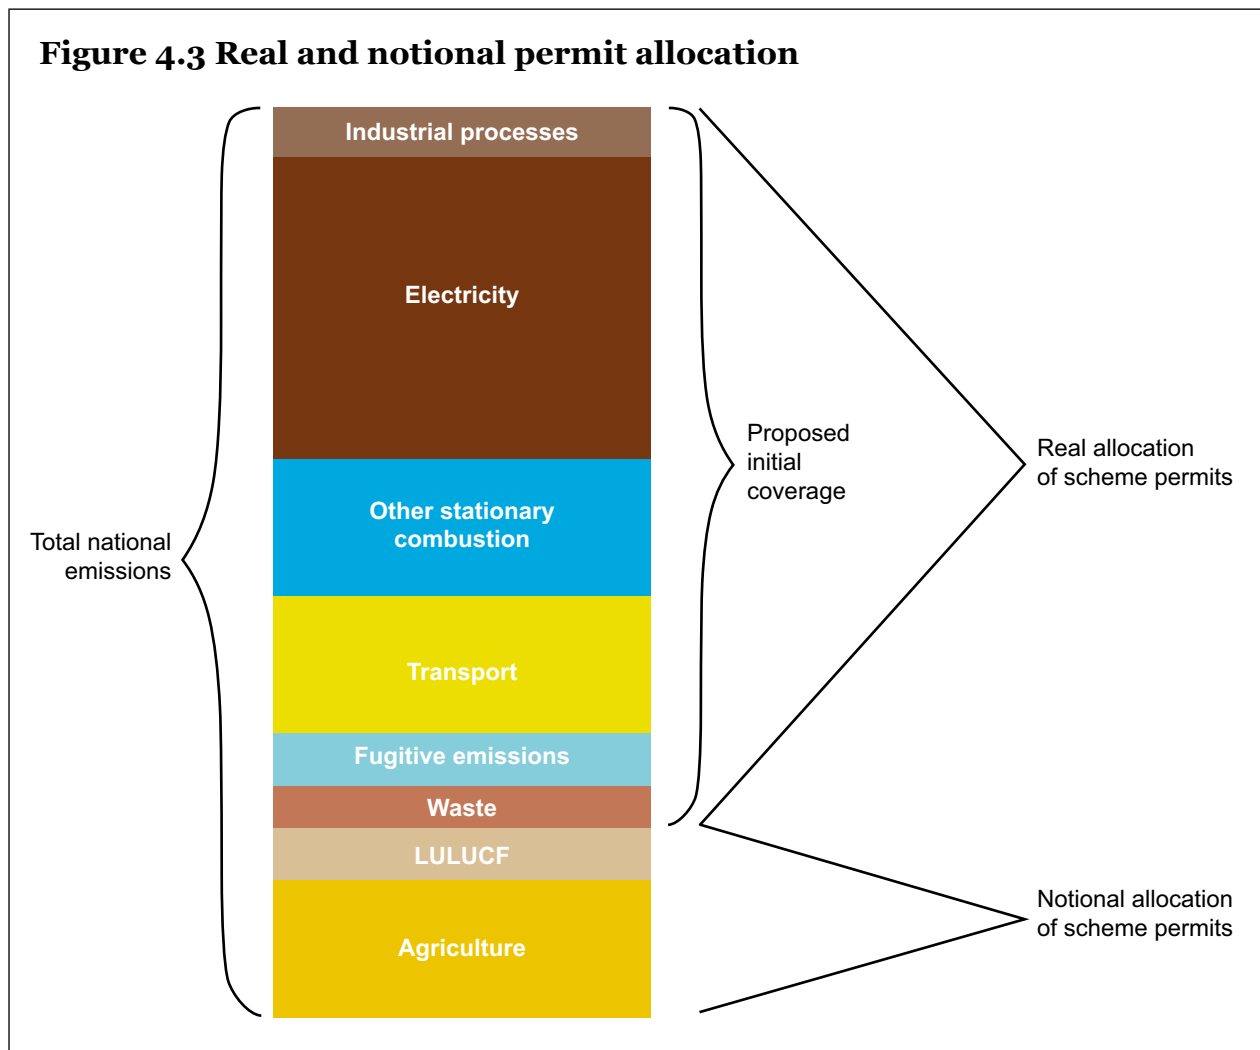 Figure 4.3 Real and notional permit allocation
Industrial processes
Electricity
Other stationary
combustion
Transport
Fugitive emissions
Waste
LULUCF
Agriculture
Total national
emissions
Proposed
initial
coverage
Real allocation
of scheme permits
Notional allocation
of scheme permits